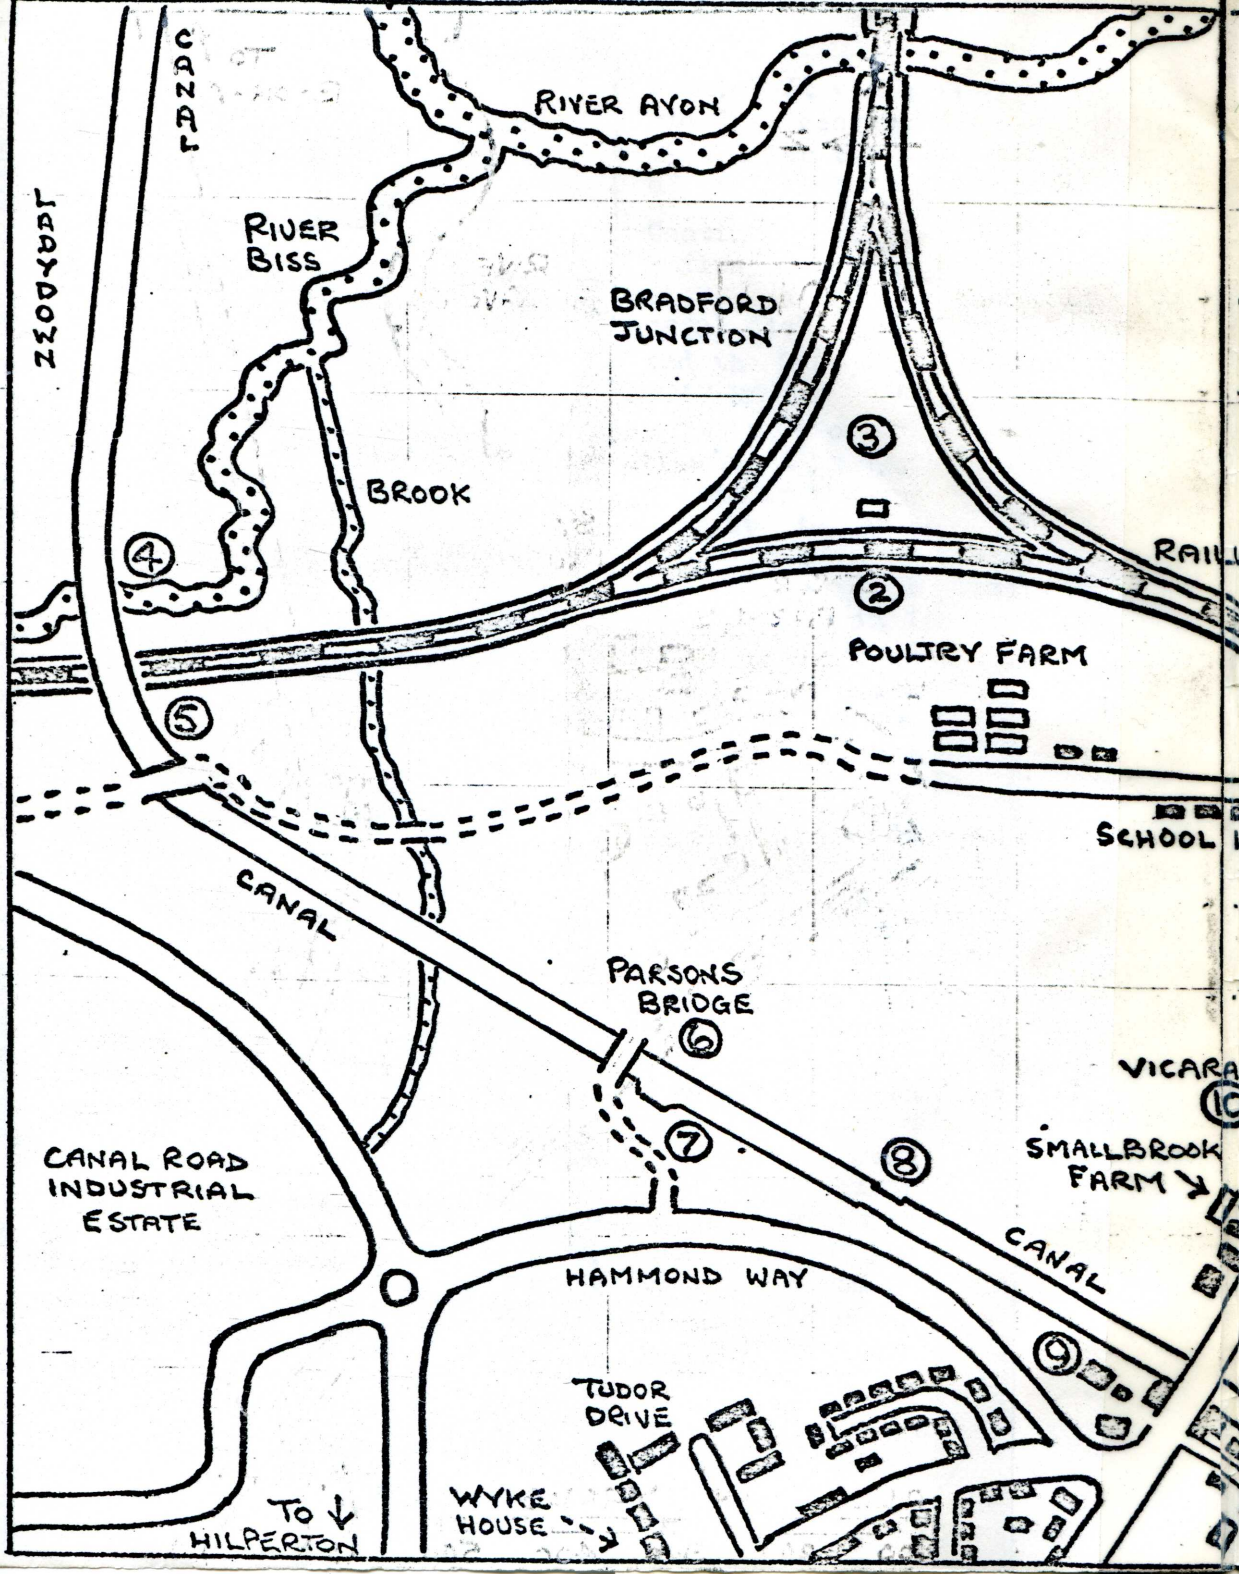 CANAL
LADYDOWN
RIVER AVON
RIVER
BISS
BRADFORD
JUNCTION
3
BROOK
4
RAIL
2
POULTRY FARM
5
SCHOOL
CANAL
PARSONS
BRIDGE
6
VICARA
10
7
SMALLBROOK
FARM
8
CANAL ROAD
INDUSTRIAL
ESTATE
CANAL
HAMMOND WAY
9
TUDOR
DRIVE
WYKE
HOUSE
TO
HILPERTON